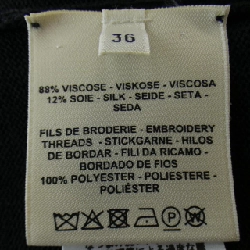 36
88% VISCOSE - VISKOSE - VISCOSA
12% SOIE - SILK - SEIDE - SETA -
SEDA
FILS DE BRODERIE - EMBROIDERY
THREADS - STICKGARNE - HILOS
DE BORDAR - FILI DA RICAMO -
BORDADO DE FIOS
100% POLYESTER - POLIESTERE -
POLIÉSTER
P